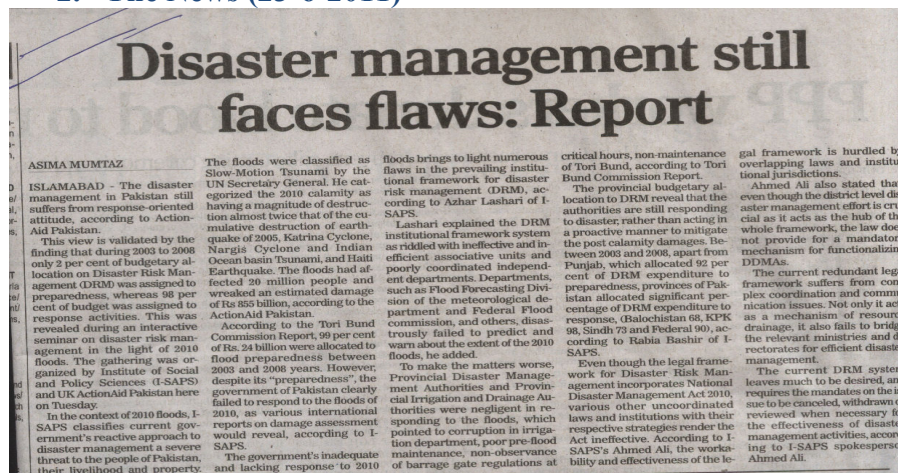 Disaster management still
faces flaws: Report
ASIMA MUMTAZ
ISLAMABAD - The disaster
management in Pakistan still
suffers from response-oriented
attitude, according to Action-
Aid Pakistan.
This view is validated by the
finding that during 2003 to 2008
only 2 per cent of budgetary al-
location on Disaster Risk Man-
agement (DRM) was assigned to
preparedness, whereas 98 per
cent of budget was assigned to
response activities. This was
revealed during an interactive
seminar on disaster risk man-
agement in the light of 2010
floods. The gathering was or-
ganized by Institute of Social
and Policy Sciences (I-SAPS)
and UK ActionAid Pakistan here
on Tuesday.
In the context of 2010 floods, I-
SAPS classifies current gov-
ernment's reactive approach to
disaster management a severe
threat to the people of Pakistan,
their livelihood and property.
The floods were classified as
Slow-Motion Tsunami by the
UN Secretary General. He cat-
egorized the 2010 calamity as
having a magnitude of destruc-
tion almost twice that of the cu-
mulative destruction of earth-
quake of 2005, Katrina Cyclone,
Nargis Cyclone and Indian
Ocean basin Tsunami, and Haiti
Earthquake. The floods had af-
fected 20 million people and
wreaked an estimated damage
of Rs 855 billion, according to the
ActionAid Pakistan.
According to the Tori Bund
Commission Report, 99 per cent
of Rs. 24 billion were allocated to
flood preparedness between
2003 and 2008 years. However,
despite its "preparedness", the
government of Pakistan clearly
failed to respond to the floods of
2010, as various international
reports on damage assessment
would reveal, according to I-
SAPS.
The government's inadequate
and lacking response to 2010
floods brings to light numerous
flaws in the prevailing institu-
tional framework for disaster
risk management (DRM), ac-
cording to Azhar Lashari of I-
SAPS.
Lashari explained the DRM
institutional framework system
as riddled with ineffective and in-
efficient associative units and
poorly coordinated independ-
ent departments. Departments,
such as Flood Forecasting Divi-
sion of the meteorological de-
partment and Federal Flood
commission, and others, disas-
trously failed to predict and
warn about the extent of the 2010
floods, he added.
To make the matters worse,
Provincial Disaster Manage-
ment Authorities and Provin-
cial Irrigation and Drainage Au-
thorities were negligent in re-
sponding to the floods, which
pointed to corruption in irriga-
tion department, poor pre-flood
maintenance, non-observance
of barrage gate regulations at
critical hours, non-maintenance
of Tori Bund, according to Tori
Bund Commission Report.
The provincial budgetary al-
location to DRM reveal that the
authorities are still responding
to disaster, rather than acting in
a proactive manner to mitigate
the post calamity damages. Be-
tween 2003 and 2008, apart from
Punjab, which allocated 92 per
cent of DRM expenditure to
preparedness, provinces of Pak-
istan allocated significant per-
centage of DRM expenditure to
response, (Balochistan 68, KPK
98, Sindh 73 and Federal 90), ac-
cording to Rabia Bashir of I-
SAPS.
Even though the legal frame-
work for Disaster Risk Man-
agement incorporates National
Disaster Management Act 2010,
various other uncoordinated
laws and institutions with their
respective strategies render the
Act ineffective. According to I-
SAPS's Ahmed Ali, the worka-
bility and effectiveness of the le-
gal framework is hurdled by
overlapping laws and institu
tional jurisdictions.
Ahmed Ali also stated tha
even though the district level dis
aster management effort is cru
cial as it acts as the hub of th
whole framework, the law doe
not provide for a mandator
mechanism for functionalizin
DDMAs.
The current redundant lega
framework suffers from com
plex coordination and comm
nication issues. Not only it ac
as a mechanism of resourc
drainage, it also fails to bridg
the relevant ministries and d
rectorates for efficient disaste
management.
The current DRM system
leaves much to be desired, an
requires the mandates on the i
sue to be canceled, withdrawn o
reviewed when necessary fo
the effectiveness of disaste
management activities, accor
ing to I-SAPS spokesperso
Ahmed Ali.